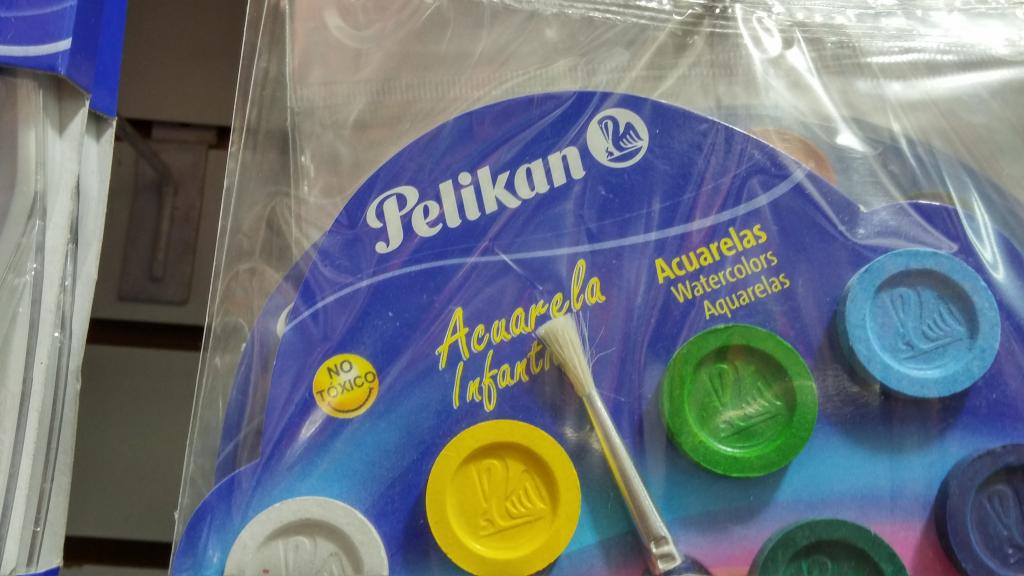 Pelikan
Acuarela
Acuarelas
Watercolors
Aquarelas
NO
TÓXICO